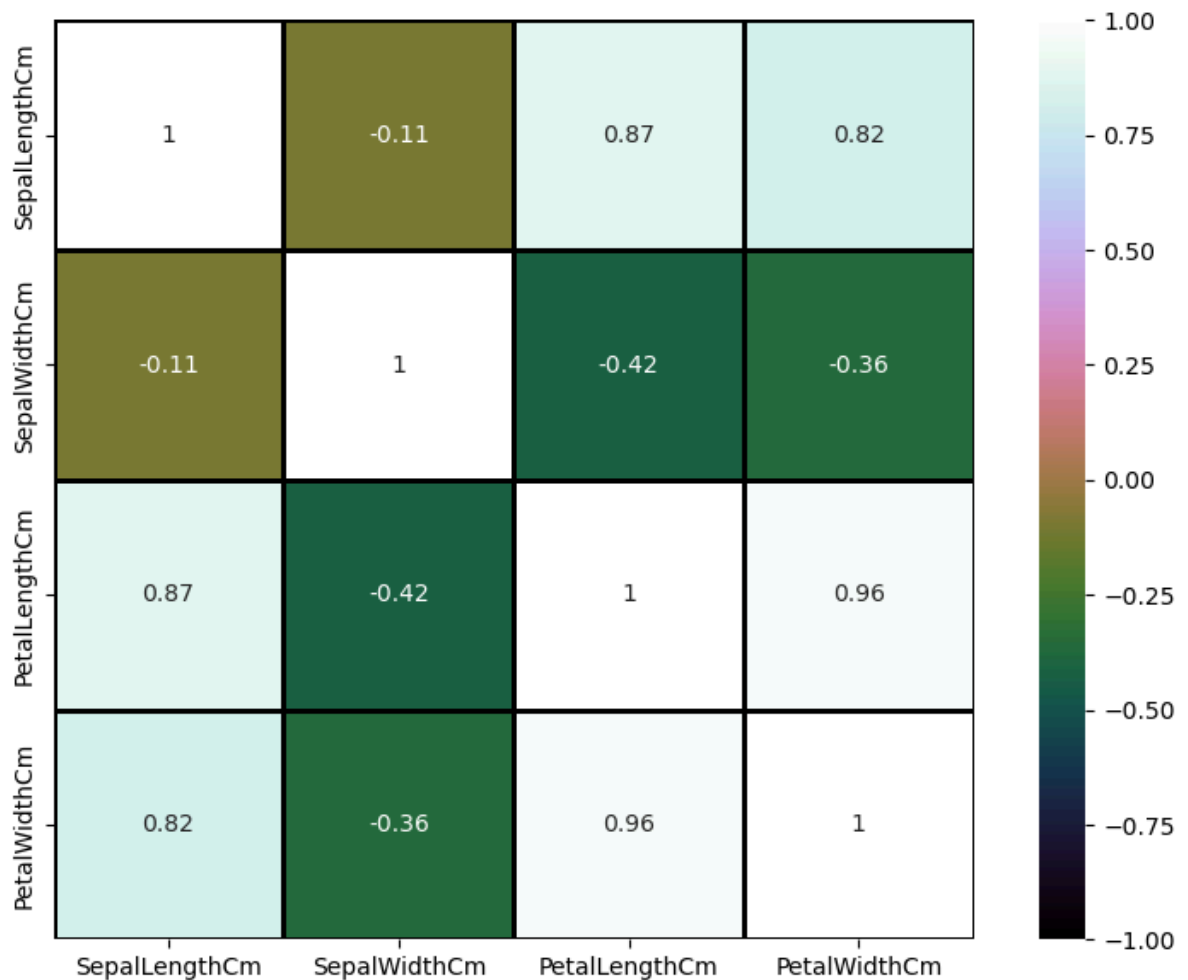 SepalLengthCm 1 -0.11 0.87 0.82
SepalWidthCm -0.11 1 -0.42 -0.36
PetalLengthCm 0.87 -0.42 1 0.96
PetalWidthCm 0.82 -0.36 0.96 1
SepalLengthCm SepalWidthCm PetalLengthCm PetalWidthCm
1.00
0.75
0.50
0.25
0.00
−0.25
−0.50
−0.75
−1.00